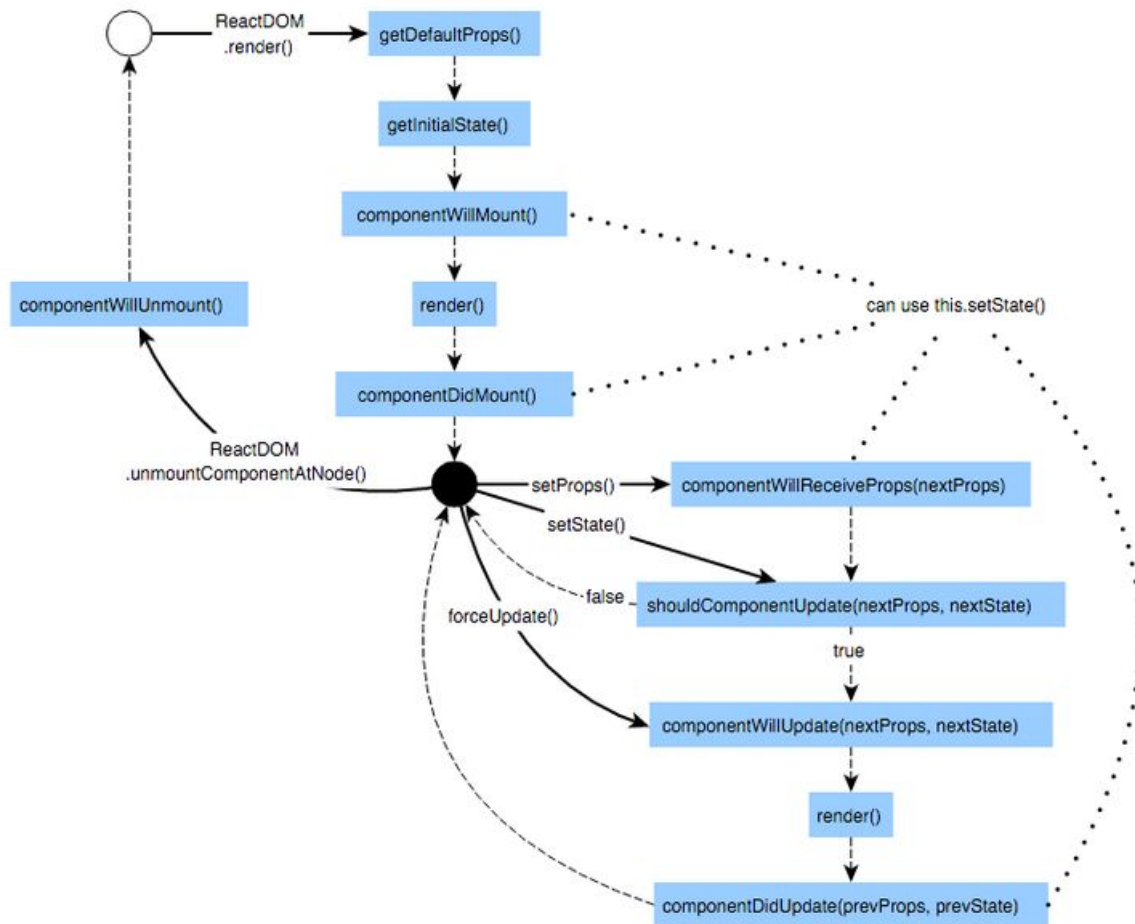 ReactDOM
.render()
getDefaultProps()
getInitialState()
componentWillMount()
componentWillUnmount()
render()
can use this.setState()
componentDidMount()
ReactDOM
.unmountComponentAtNode()
setProps()
componentWillReceiveProps(nextProps)
setState()
false
shouldComponentUpdate(nextProps, nextState)
forceUpdate()
true
componentWillUpdate(nextProps, nextState)
render()
componentDidUpdate(prevProps, prevState)